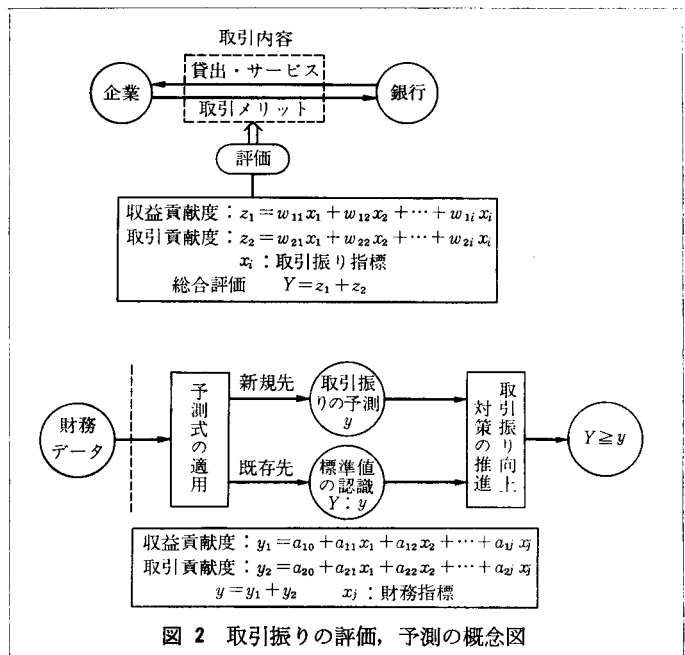 取引内容
貸出・サービス
企業
銀行
取引メリット
評価
収益貢献度：z₁＝w₁₁x₁＋w₁₂x₂＋…＋w₁ᵢxᵢ
取引貢献度：z₂＝w₂₁x₁＋w₂₂x₂＋…＋w₂ᵢxᵢ
xᵢ：取引振り指標
総合評価　Y＝z₁＋z₂
財務
データ
予測式の適用
新規先
取引振
りの予測
y
既存先
標準値
の認識
Y：y
取引振り向上
対策の推進
Y≧y
収益貢献度：y₁＝a₁₀＋a₁₁x₁＋a₁₂x₂＋…＋a₁ⱼxⱼ
取引貢献度：y₂＝a₂₀＋a₂₁x₁＋a₂₂x₂＋…＋a₂ⱼxⱼ
y＝y₁＋y₂　xⱼ：財務指標
図 2 取引振りの評価，予測の概念図